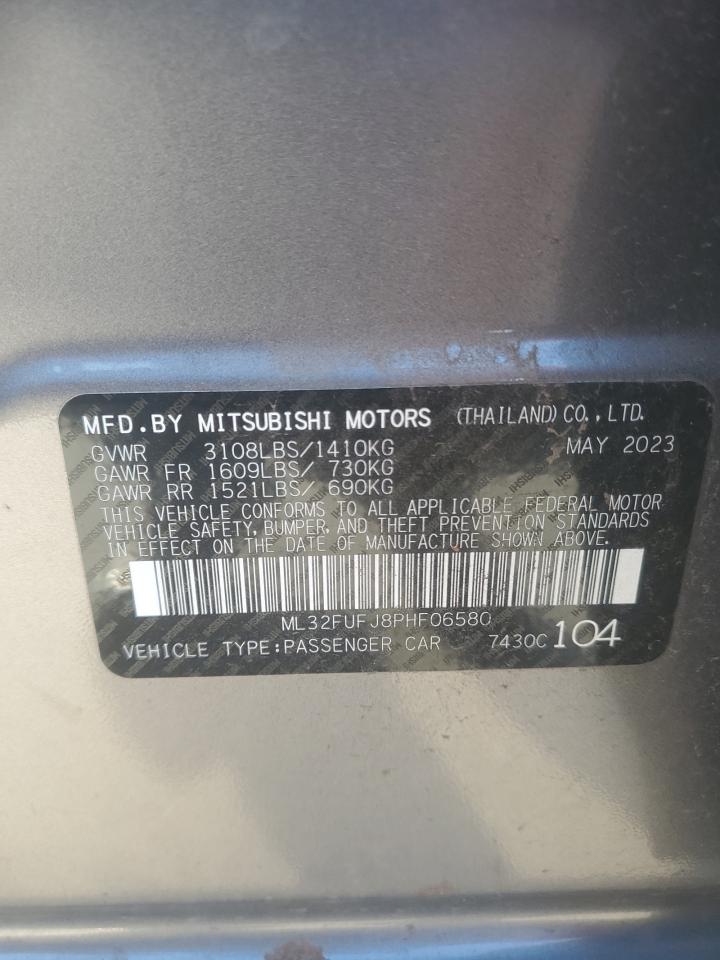 MFD.BY MITSUBISHI MOTORS (THAILAND) CO., LTD.
GVWR 3108LBS/1410KG MAY 2023
GAWR FR 1609LBS/ 730KG
GAWR RR 1521LBS/ 690KG
THIS VEHICLE CONFORMS TO ALL APPLICABLE FEDERAL MOTOR
VEHICLE SAFETY, BUMPER, AND THEFT PREVENTION STANDARDS
IN EFFECT ON THE DATE OF MANUFACTURE SHOWN ABOVE.
ML32FUFJ8PHF06580
VEHICLE TYPE:PASSENGER CAR 7430C 104